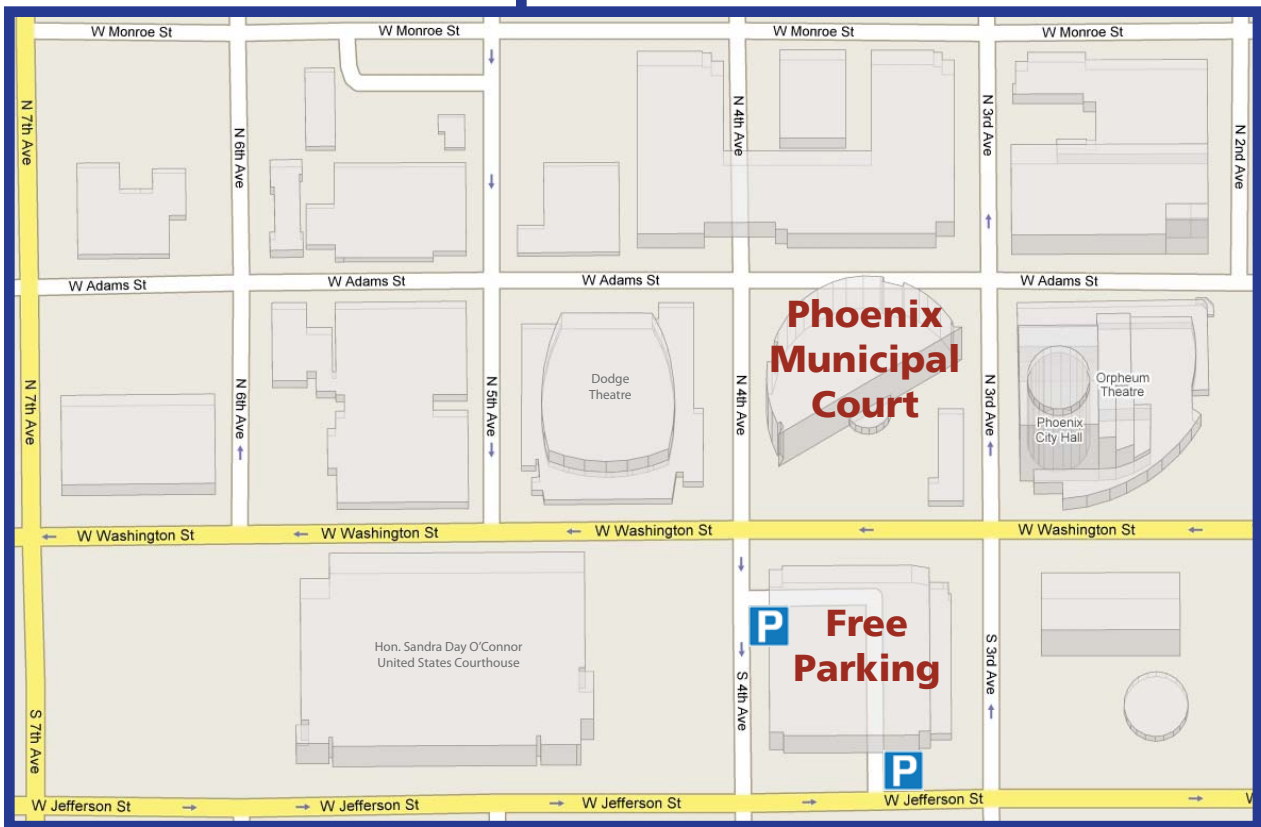 W Monroe St
W Monroe St
W Monroe St
W Monroe St
N 7th Ave
N 6th Ave
N 4th Ave
N 3rd Ave
N 2nd Ave
W Adams St
W Adams St
W Adams St
W Adams St
Phoenix
Municipal
Court
N 7th Ave
N 6th Ave
N 5th Ave
Dodge
Theatre
N 4th Ave
N 3rd Ave
Orpheum
Theatre
Phoenix
City Hall
W Washington St
W Washington St
W Washington St
W Washington St
P
Free
Parking
Hon. Sandra Day O'Connor
United States Courthouse
S 7th Ave
S 4th Ave
S 3rd Ave
P
W Jefferson St
W Jefferson St
W Jefferson St
W Jefferson St
W